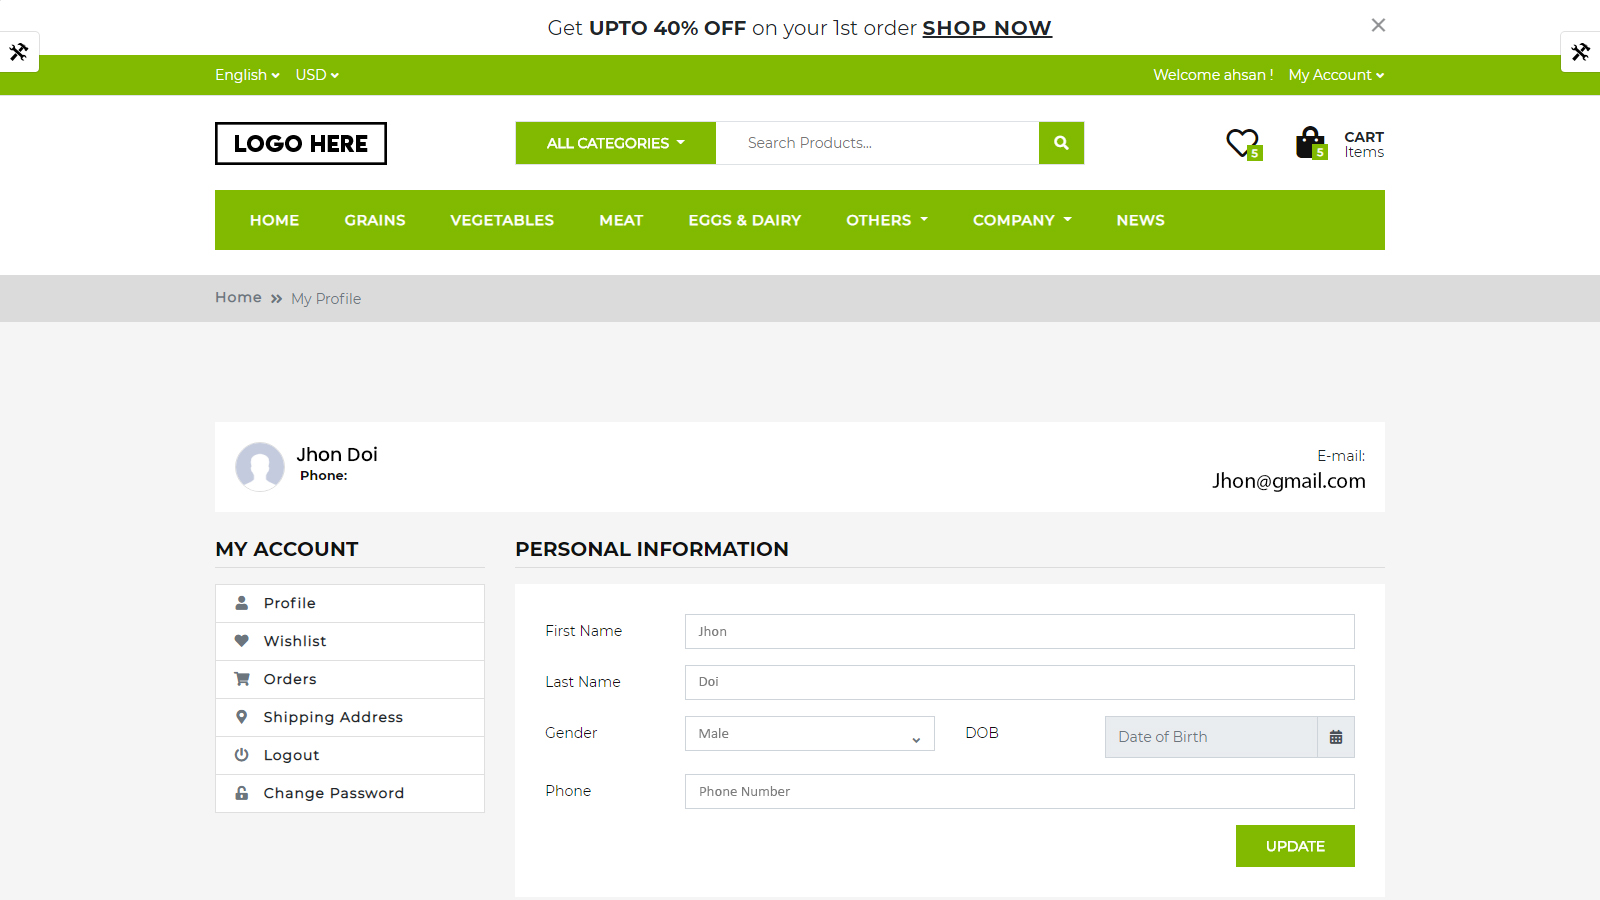 Get UPTO 40% OFF on your 1st order SHOP NOW
English USD Welcome ahsan ! My Account
LOGO HERE
ALL CATEGORIES Search Products...
5 5 CART
Items
HOME GRAINS VEGETABLES MEAT EGGS & DAIRY OTHERS COMPANY NEWS
Home » My Profile
Jhon Doi
Phone:
E-mail:
Jhon@gmail.com
MY ACCOUNT
Profile
Wishlist
Orders
Shipping Address
Logout
Change Password
PERSONAL INFORMATION
First Name Jhon
Last Name Doi
Gender Male DOB Date of Birth
Phone Phone Number
UPDATE